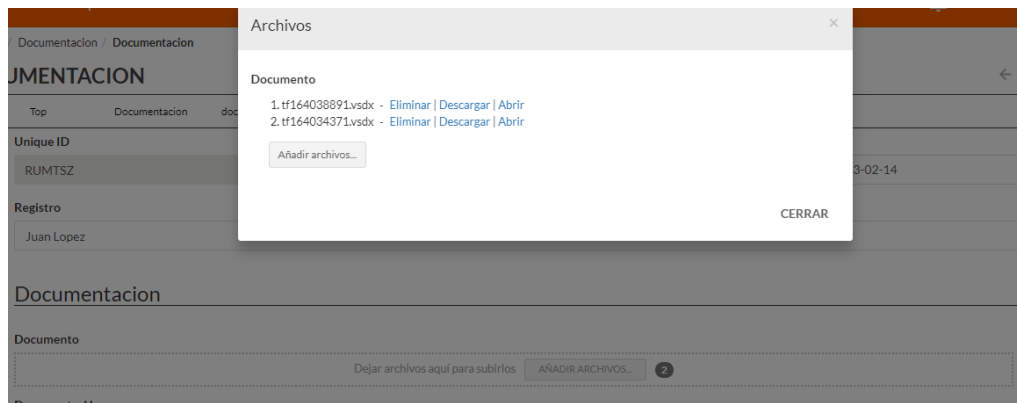 Archivos ×
/ Documentacion / Documentacion
UMENTACION
Documento
1. tf164038891.vsdx - Eliminar | Descargar | Abrir
2. tf164034371.vsdx - Eliminar | Descargar | Abrir
Top Documentacion doc
Unique ID
Añadir archivos...
RUMTSZ 3-02-14
Registro
CERRAR
Juan Lopez
Documentacion
Documento
Dejar archivos aquí para subirlos AÑADIR ARCHIVOS... 2